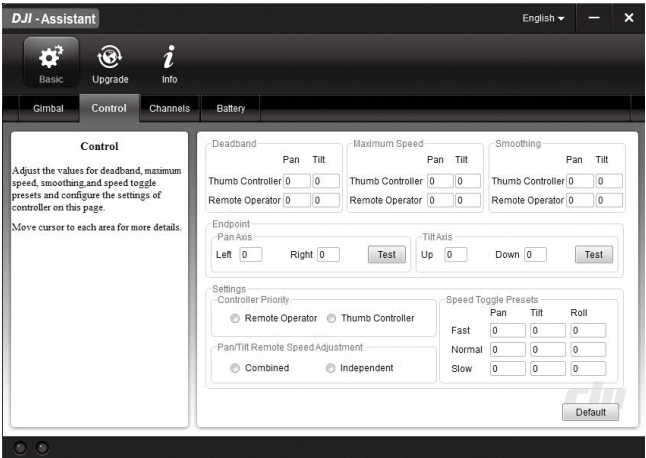 DJI - Assistant
English
Basic
Upgrade
Info
Gimbal
Control
Channels
Battery
Control
Adjust the values for deadband, maximum
speed, smoothing,and speed toggle
presets and configure the settings of
controller on this page.
Move cursor to each area for more details.
Deadband
Pan Tilt
Thumb Controller 0 0
Remote Operator 0 0
Maximum Speed
Pan Tilt
Thumb Controller 0 0
Remote Operator 0 0
Smoothing
Pan Tilt
Thumb Controller 0 0
Remote Operator 0 0
Endpoint
Pan Axis
Left 0 Right 0 Test
Tilt Axis
Up 0 Down 0 Test
Settings
Controller Priority
Remote Operator Thumb Controller
Pan/Tilt Remote Speed Adjustment
Combined Independent
Speed Toggle Presets
Pan Tilt Roll
Fast 0 0 0
Normal 0 0 0
Slow 0 0 0
Default